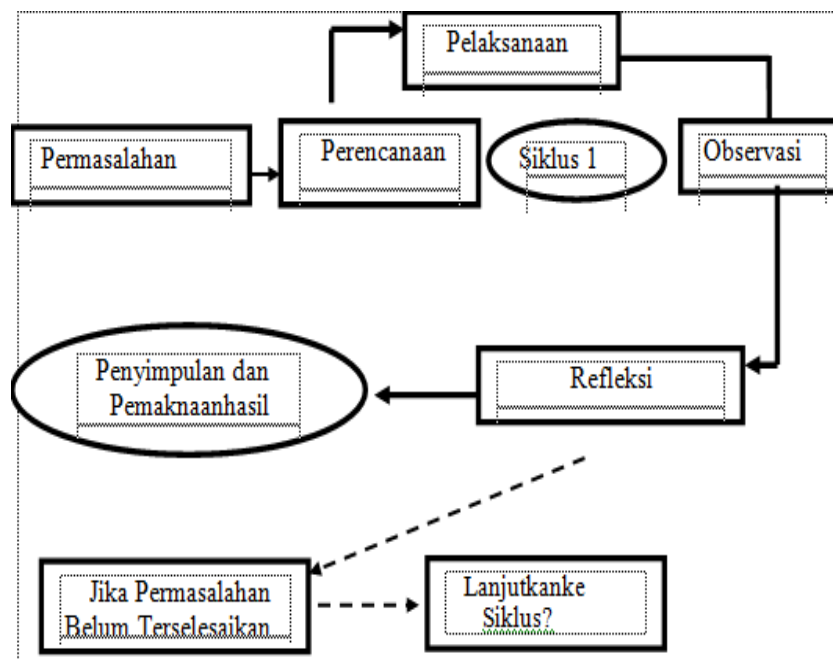 Pelaksanaan
Permasalahan
Perencanaan
Siklus 1
Observasi
Penyimpulan dan
Pemaknaanhasil
Refleksi
Jika Permasalahan
Belum Terselesaikan
Lanjutkanke
Siklus?